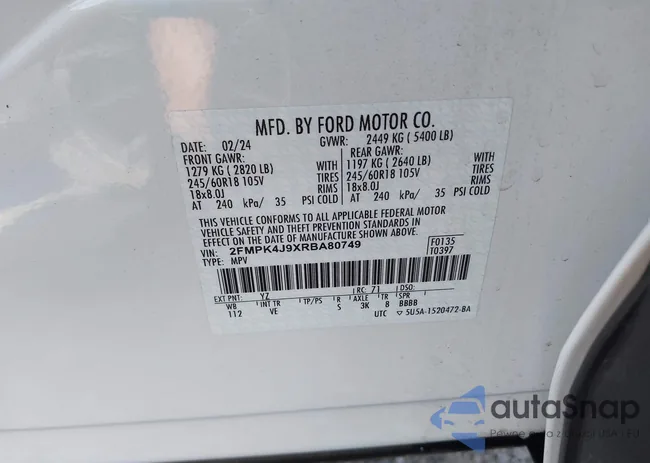 MFD. BY FORD MOTOR CO.
DATE: 02/24 GVWR: 2449 KG ( 5400 LB)
FRONT GAWR: REAR GAWR:
1279 KG ( 2820 LB) WITH 1197 KG ( 2640 LB) WITH
245/60R18 105V TIRES 245/60R18 105V TIRES
18x8.0J RIMS 18x8.0J RIMS
AT 240 kPa/ 35 PSI COLD AT 240 kPa/ 35 PSI COLD
THIS VEHICLE CONFORMS TO ALL APPLICABLE FEDERAL MOTOR
VEHICLE SAFETY AND THEFT PREVENTION STANDARDS IN
EFFECT ON THE DATE OF MANUFACTURE SHOWN ABOVE.
VIN: 2FMPK4J9XRBA80749 F0135
TYPE: MPV T0397
EXT PNT: YZ RC: 71 DSO:
WB INT TR TP/PS R AXLE TR SPR
112 VE S 3K 8 BBBB
UTC ▽ 5U5A-1520472-BA
autoSnap
Pewne auto z